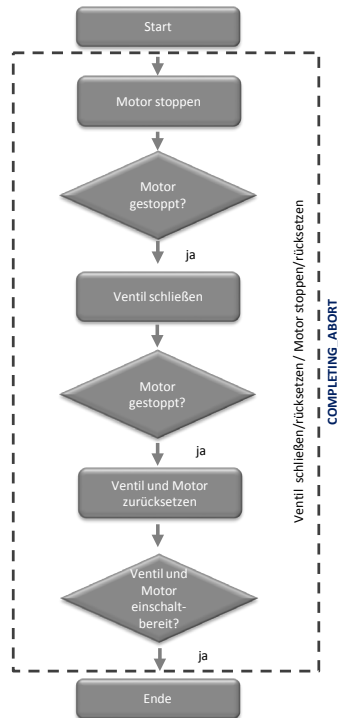 Start
Motor stoppen
Motor
gestoppt?
ja
Ventil schließen
Motor
gestoppt?
ja
Ventil und Motor
zurücksetzen
Ventil und
Motor
einschalt-
bereit?
ja
Ende
Ventil schließen/rücksetzen/ Motor stoppen/rücksetzen
COMPLETING_ABORT